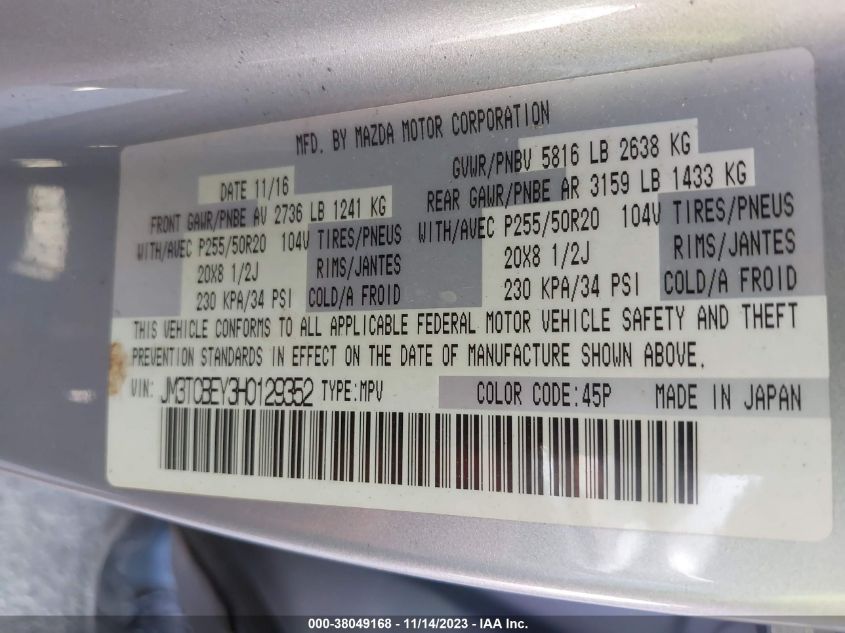 MFD. BY MAZDA MOTOR CORPORATION
DATE 11/16 GVWR/PNBV 5816 LB 2638 KG
FRONT GAWR/PNBE AV 2736 LB 1241 KG REAR GAWR/PNBE AR 3159 LB 1433 KG
WITH/AVEC P255/50R20 104V TIRES/PNEUS WITH/AVEC P255/50R20 104V TIRES/PNEUS
20X8 1/2J RIMS/JANTES 20X8 1/2J RIMS/JANTES
230 KPA/34 PSI COLD/A FROID 230 KPA/34 PSI COLD/A FROID
THIS VEHICLE CONFORMS TO ALL APPLICABLE FEDERAL MOTOR VEHICLE SAFETY AND THEFT
PREVENTION STANDARDS IN EFFECT ON THE DATE OF MANUFACTURE SHOWN ABOVE.
VIN: JM3TCBEY3H0129352 TYPE:MPV COLOR CODE:45P MADE IN JAPAN
000-38049168 - 11/14/2023 - IAA Inc.